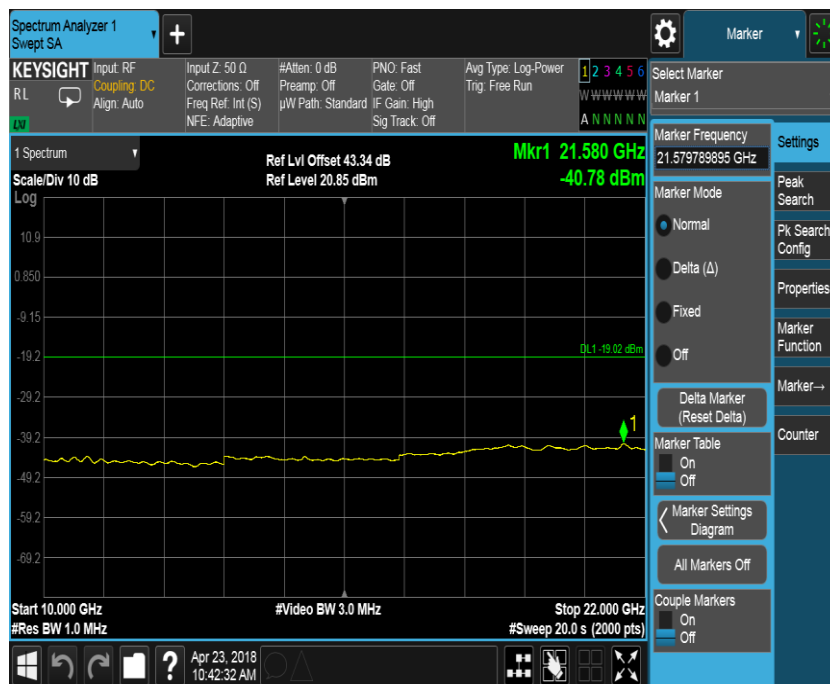 Spectrum Analyzer 1
Swept SA
+
Marker
KEYSIGHT
RL
LXI
Input: RF
Coupling: DC
Align: Auto
Input Z: 50 Ω
Corrections: Off
Freq Ref: Int (S)
NFE: Adaptive
#Atten: 0 dB
Preamp: Off
µW Path: Standard
PNO: Fast
Gate: Off
IF Gain: High
Sig Track: Off
Avg Type: Log-Power
Trig: Free Run
1 2 3 4 5 6
W W W W W W
A N N N N N
Select Marker
Marker 1
1 Spectrum
Scale/Div 10 dB
Log
Ref Lvl Offset 43.34 dB
Ref Level 20.85 dBm
Mkr1 21.580 GHz
-40.78 dBm
10.9
0.850
-9.15
-19.2
-29.2
-39.2
-49.2
-59.2
-69.2
DL1 -19.02 dBm
1
Start 10.000 GHz
#Res BW 1.0 MHz
#Video BW 3.0 MHz
Stop 22.000 GHz
#Sweep 20.0 s (2000 pts)
Marker Frequency
21.579789895 GHz
Marker Mode
Normal
Delta (Δ)
Fixed
Off
Delta Marker
(Reset Delta)
Marker Table
On
Off
Marker Settings
Diagram
All Markers Off
Couple Markers
On
Off
Settings
Peak
Search
Pk Search
Config
Properties
Marker
Function
Marker→
Counter
?
Apr 23, 2018
10:42:32 AM